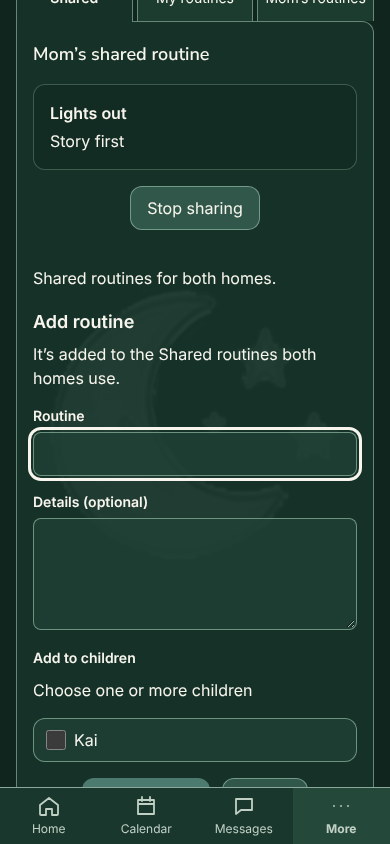 Shared
My routines
Mom's routines
Mom’s shared routine
Lights out
Story first
Stop sharing
Shared routines for both homes.
Add routine
It’s added to the Shared routines both
homes use.
Routine
Details (optional)
Add to children
Choose one or more children
Kai
Home
Calendar
Messages
More